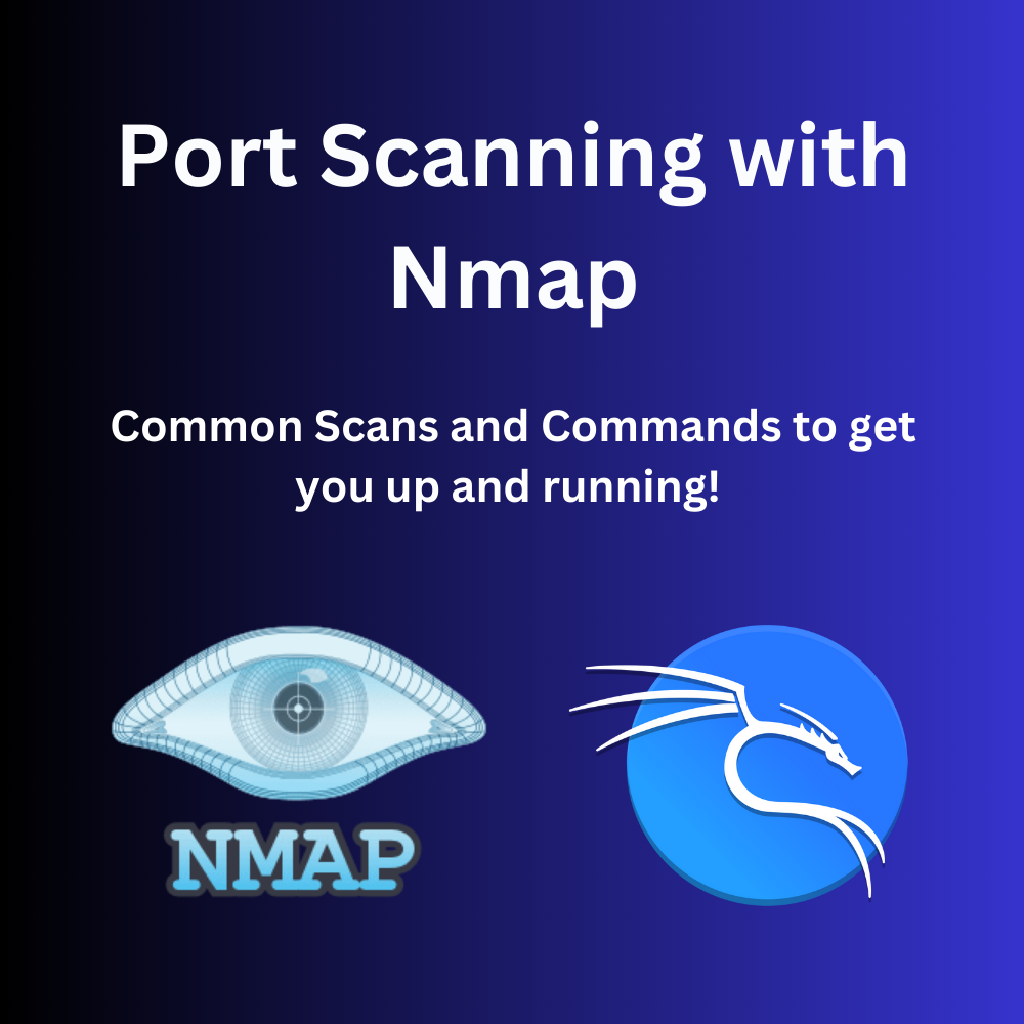 Port Scanning with
Nmap
Common Scans and Commands to get
you up and running!
NMAP